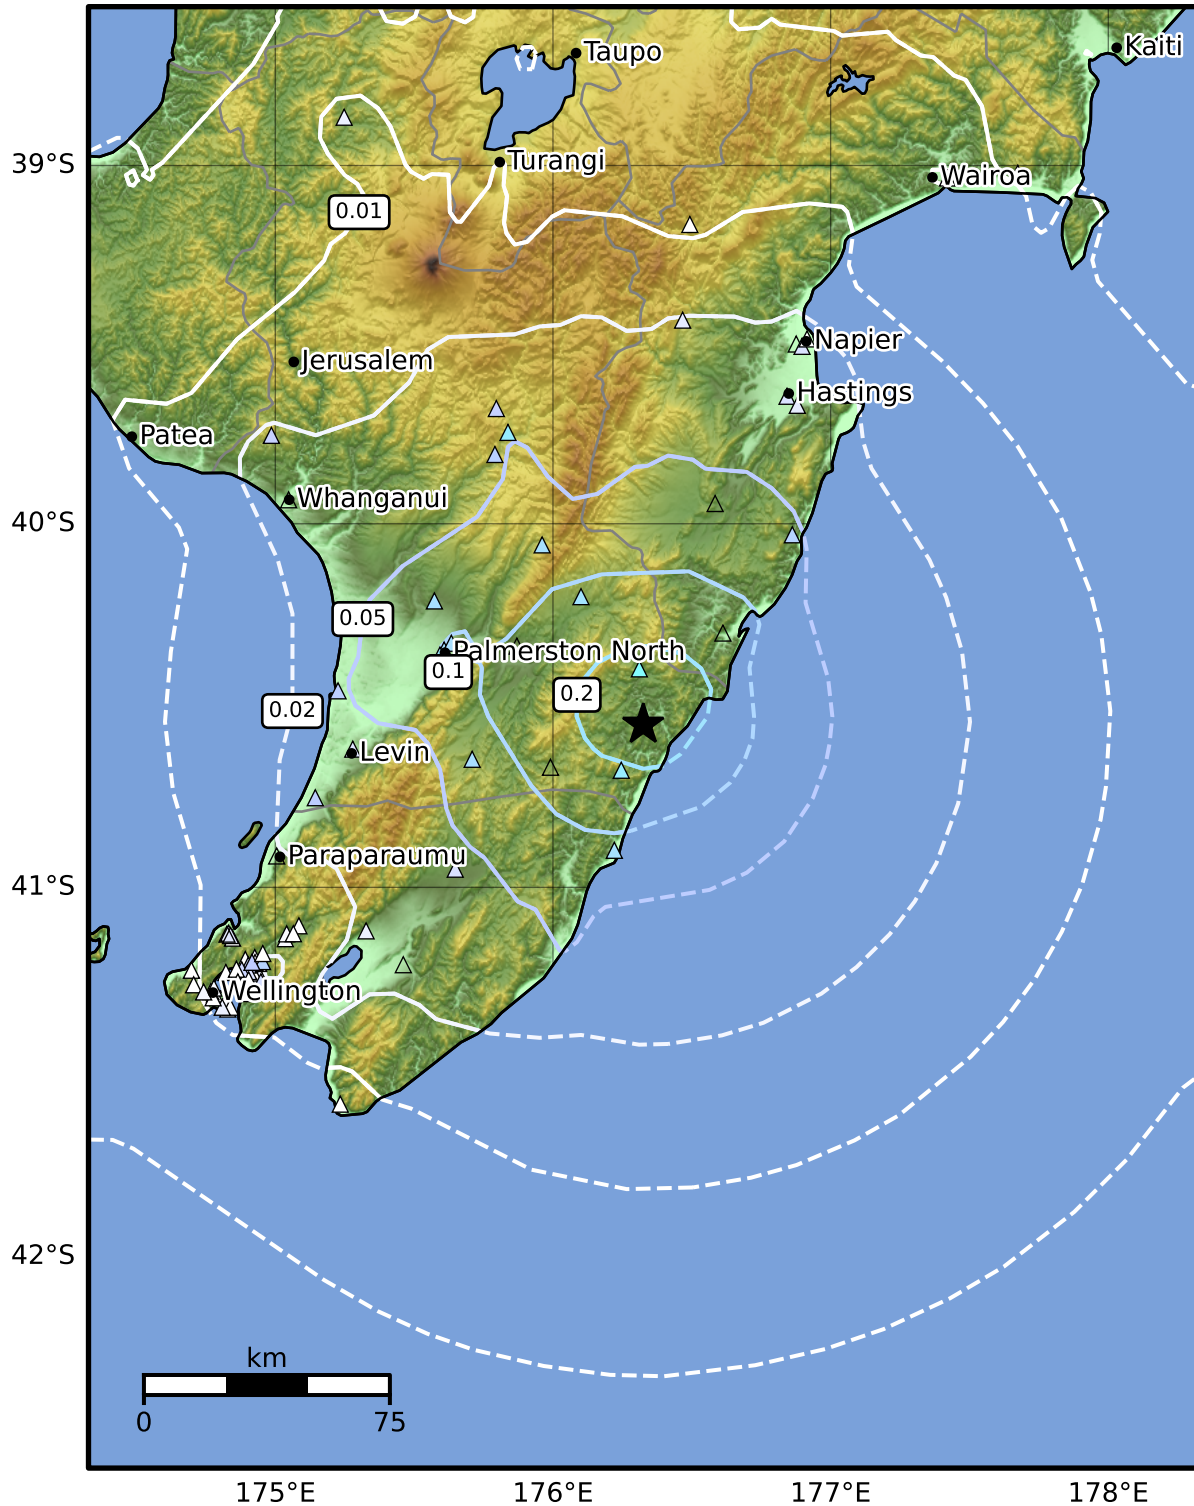 Kaiti
Taupo
39°S
Turangi
Wairoa
0.01
Napier
Jerusalem
Hastings
Patea
Whanganui
40°S
0.05
Palmerston North
0.1
0.2
0.02
Levin
Paraparaumu
41°S
Wellington
42°S
km
0 75
175°E 176°E 177°E 178°E